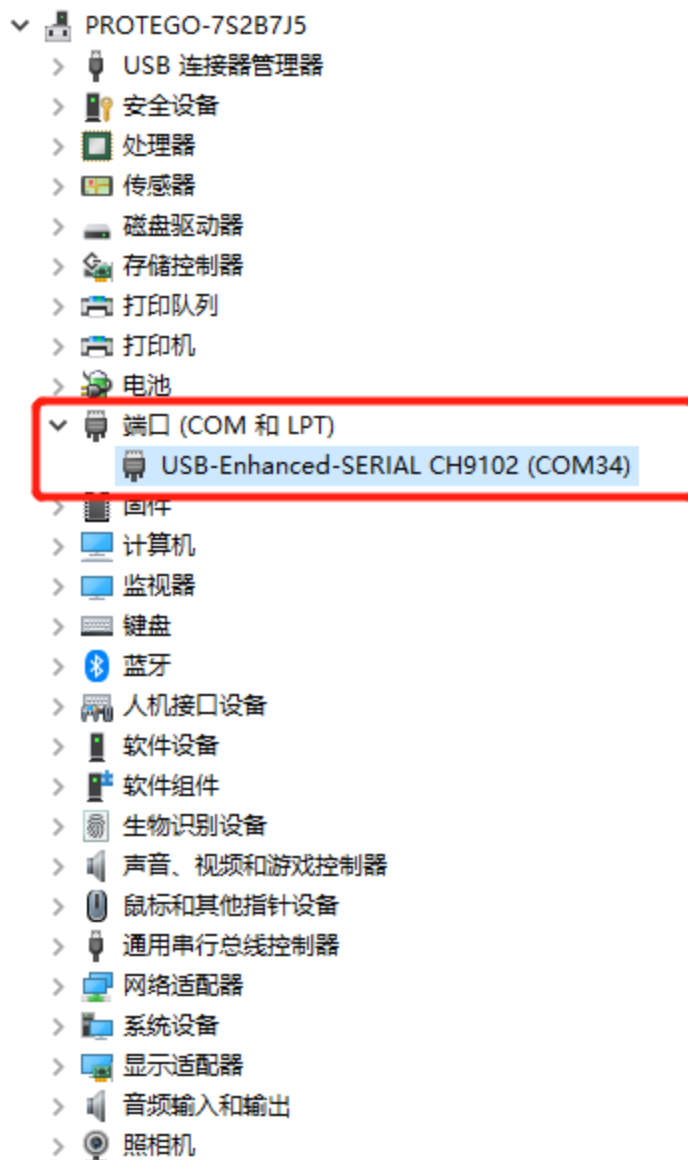 PROTEGO-7S2B7J5
USB 连接器管理器
安全设备
处理器
传感器
磁盘驱动器
存储控制器
打印队列
打印机
电池
端口 (COM 和 LPT)
USB-Enhanced-SERIAL CH9102 (COM34)
固件
计算机
监视器
键盘
蓝牙
人机接口设备
软件设备
软件组件
生物识别设备
声音、视频和游戏控制器
鼠标和其他指针设备
通用串行总线控制器
网络适配器
系统设备
显示适配器
音频输入和输出
照相机